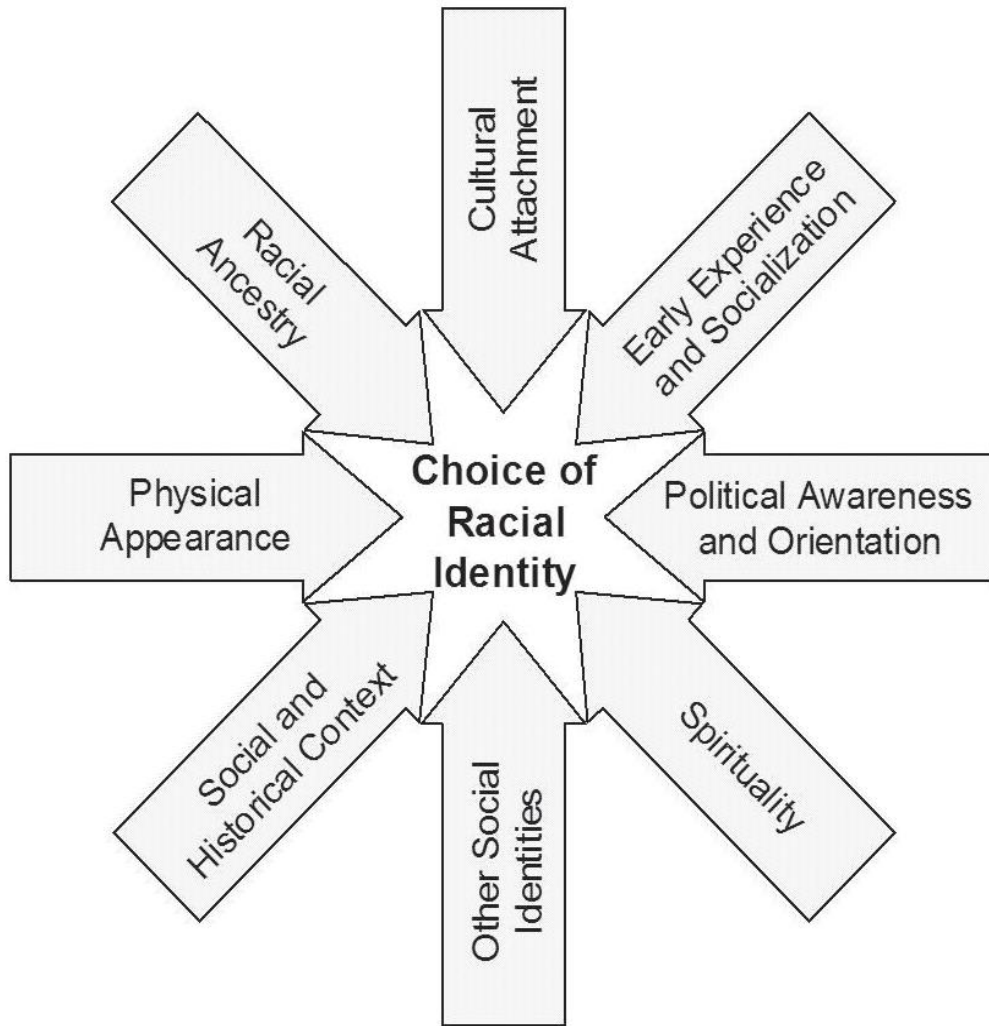 Cultural
Attachment
Racial
Ancestry
Early Experience
and Socialization
Physical
Appearance
Choice of
Racial
Identity
Political Awareness
and Orientation
Social and
Historical Context
Other Social
Identities
Spirituality